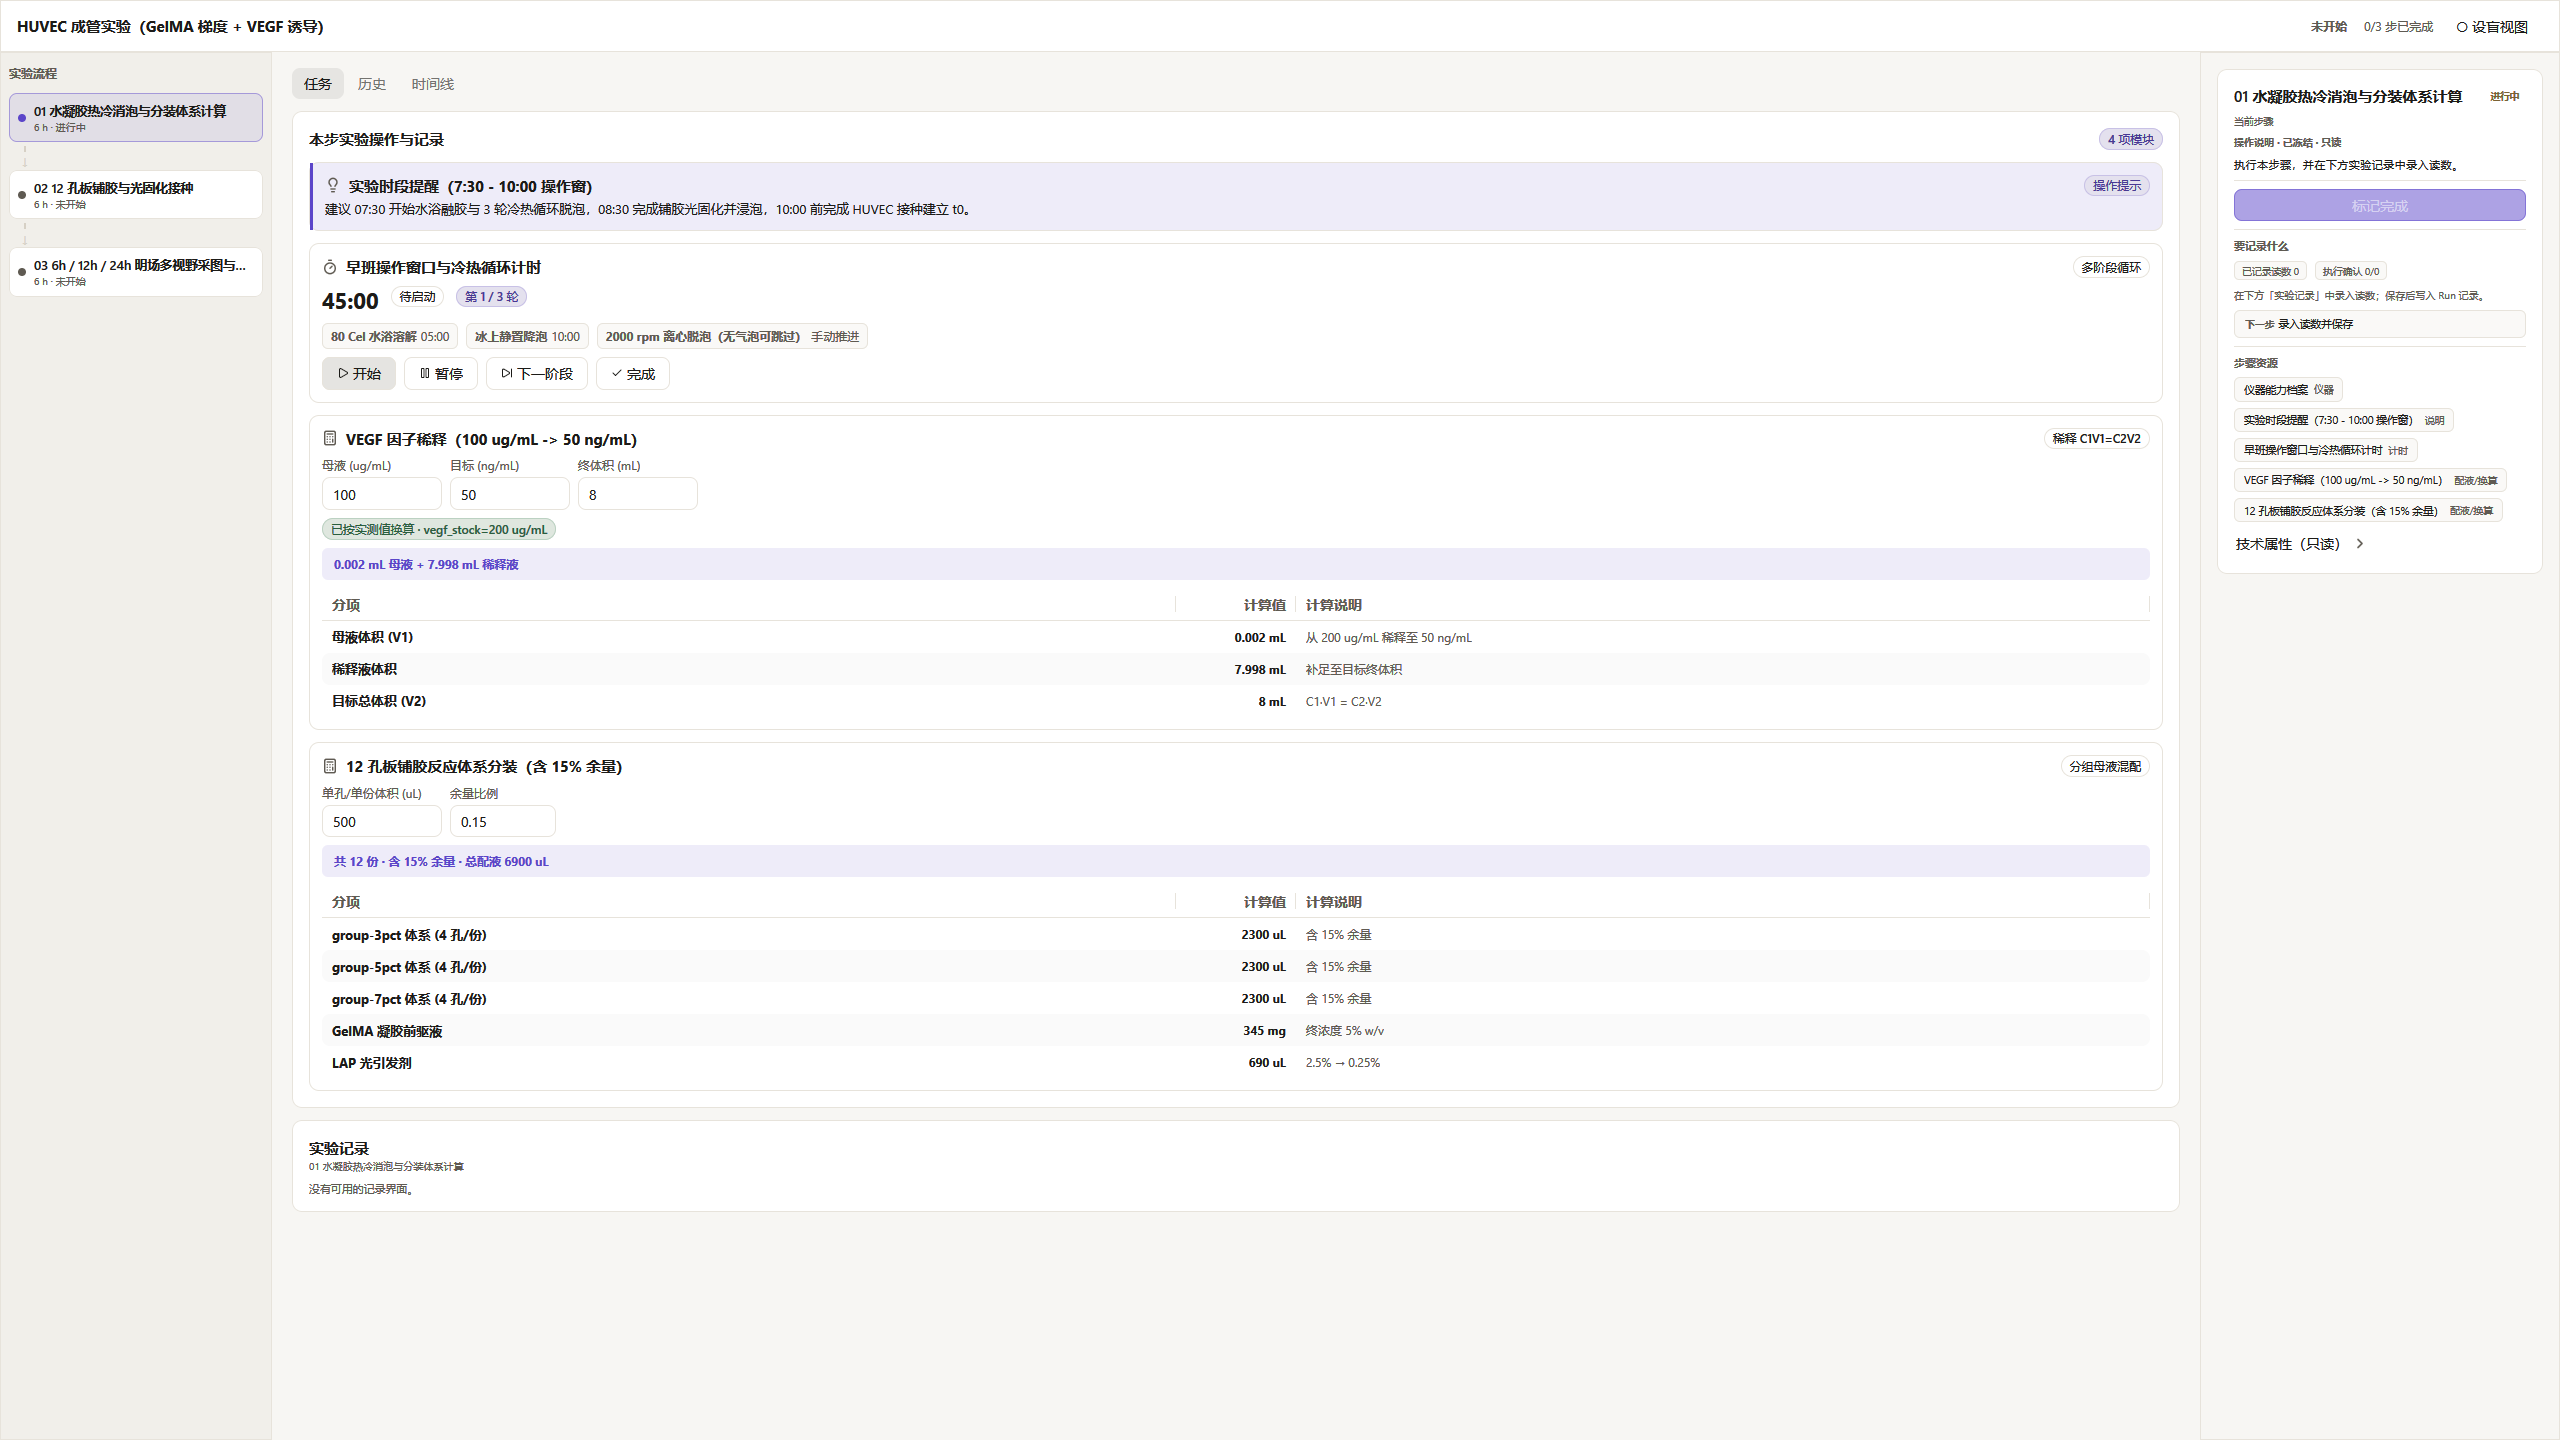 HUVEC 成管实验（GelMA 梯度 + VEGF 诱导）
未开始 0/3 步已完成 设盲视图
实验流程
01 水凝胶热冷消泡与分装体系计算
6 h · 进行中
02 12 孔板铺胶与光固化接种
6 h · 未开始
03 6h / 12h / 24h 明场多视野采图与...
6 h · 未开始
任务 历史 时间线
本步实验操作与记录
4 项模块
实验时段提醒（7:30 - 10:00 操作窗）
操作提示
建议 07:30 开始水浴融胶与 3 轮冷热循环脱泡，08:30 完成铺胶光固化并浸泡，10:00 前完成 HUVEC 接种建立 t0。
早班操作窗口与冷热循环计时
多阶段循环
45:00 待启动 第 1 / 3 轮
80 Cel 水浴溶解 05:00 冰上静置降泡 10:00 2000 rpm 离心脱泡（无气泡可跳过） 手动推进
开始 暂停 下一阶段 完成
VEGF 因子稀释（100 ug/mL -> 50 ng/mL）
稀释 C1V1=C2V2
母液 (ug/mL) 目标 (ng/mL) 终体积 (mL)
100 50 8
已按实测值换算 · vegf_stock=200 ug/mL
0.002 mL 母液 + 7.998 mL 稀释液
分项 计算值 计算说明
母液体积 (V1) 0.002 mL 从 200 ug/mL 稀释至 50 ng/mL
稀释液体积 7.998 mL 补足至目标终体积
目标总体积 (V2) 8 mL C1·V1 = C2·V2
12 孔板铺胶反应体系分装（含 15% 余量）
分组母液混配
单孔/单份体积 (uL) 余量比例
500 0.15
共 12 份 · 含 15% 余量 · 总配液 6900 uL
分项 计算值 计算说明
group-3pct 体系 (4 孔/份) 2300 uL 含 15% 余量
group-5pct 体系 (4 孔/份) 2300 uL 含 15% 余量
group-7pct 体系 (4 孔/份) 2300 uL 含 15% 余量
GelMA 凝胶前驱液 345 mg 终浓度 5% w/v
LAP 光引发剂 690 uL 2.5% → 0.25%
实验记录
01 水凝胶热冷消泡与分装体系计算
没有可用的记录界面。
01 水凝胶热冷消泡与分装体系计算 进行中
当前步骤
操作说明 · 已冻结 · 只读
执行本步骤，并在下方实验记录中录入读数。
标记完成
要记录什么
已记录读数 0 执行确认 0/0
在下方「实验记录」中录入读数；保存后写入 Run 记录。
下一步 录入读数并保存
步骤资源
仪器能力档案 仪器
实验时段提醒（7:30 - 10:00 操作窗） 说明
早班操作窗口与冷热循环计时 计时
VEGF 因子稀释（100 ug/mL -> 50 ng/mL） 配液/换算
12 孔板铺胶反应体系分装（含 15% 余量） 配液/换算
技术属性（只读）